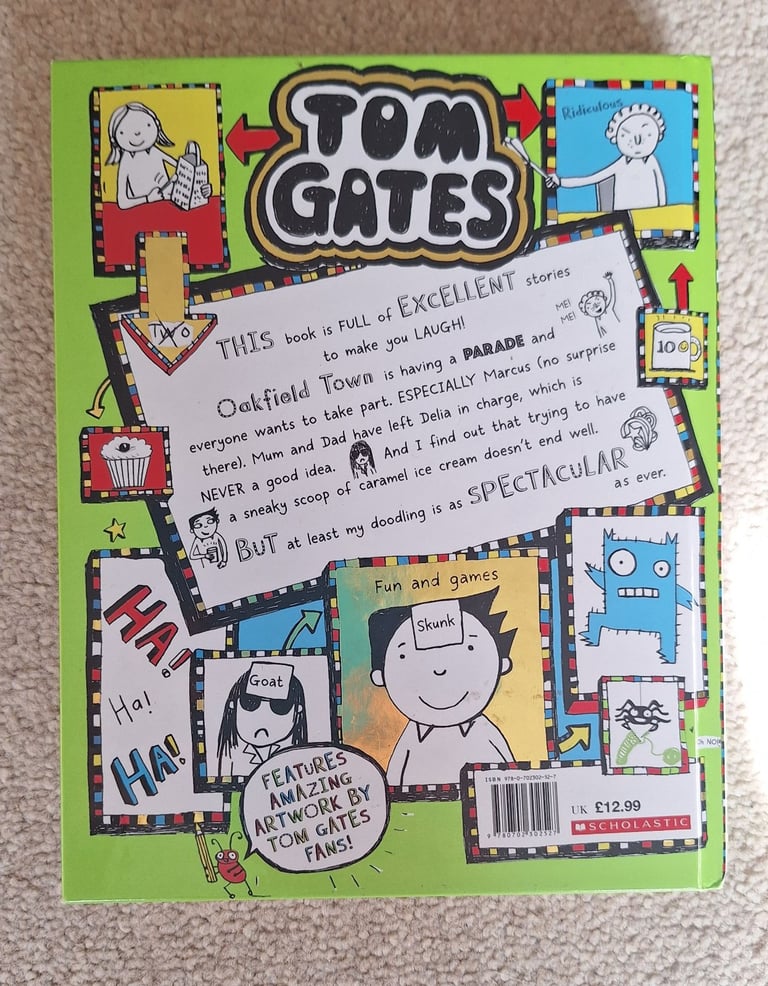 TOM
GATES
Ridiculous
TWO
THIS book is FULL of EXCELLENT stories
to make you LAUGH!
ME!
ME!
Oakfield Town is having a PARADE and
everyone wants to take part. ESPECIALLY Marcus (no surprise
there). Mum and Dad have left Delia in charge, which is
NEVER a good idea. And I find out that trying to have
a sneaky scoop of caramel ice cream doesn't end well.
BUT at least my doodling is as SPECTACULAR
as ever.
10
HA!
Ha!
HA!
Goat
Fun and games
Skunk
FEATURES
AMAZING
ARTWORK BY
TOM GATES
FANS!
ISBN 978-0-702302-52-7
9 780702 302527
UK £12.99
SCHOLASTIC